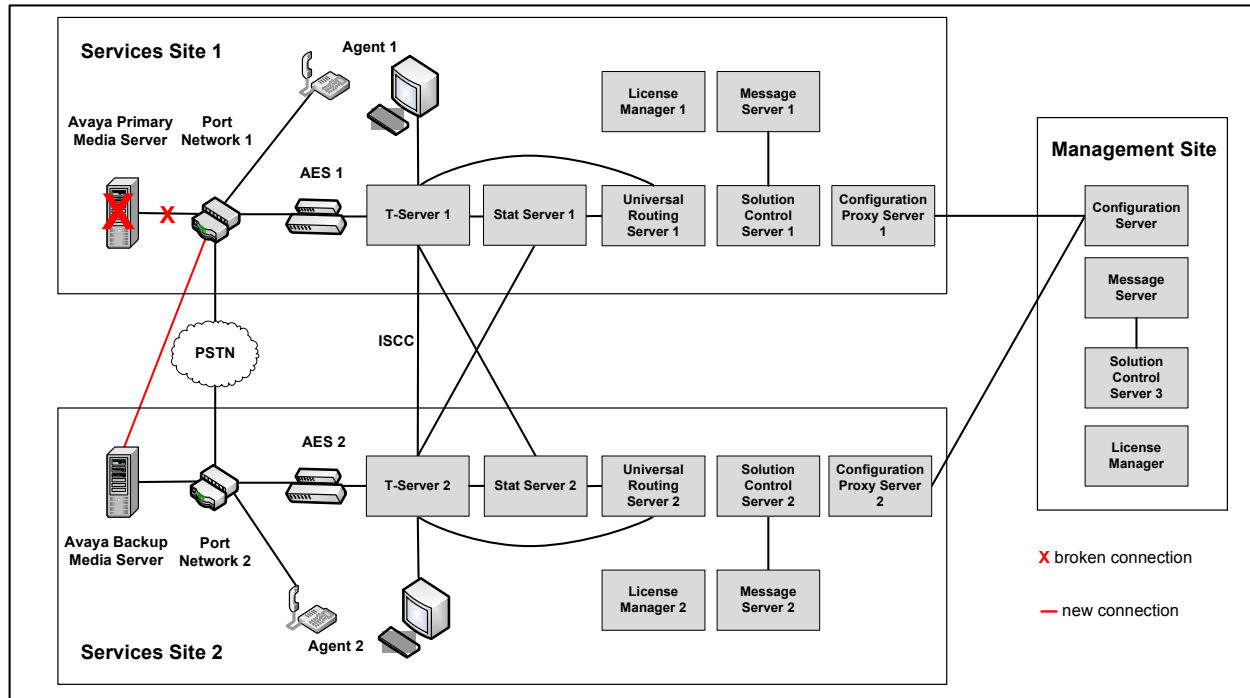 Services Site 1
Agent 1
Avaya Primary
Media Server
Port
Network 1
AES 1
License
Manager 1
Message
Server 1
T-Server 1
Stat Server 1
Universal
Routing
Server 1
Solution
Control
Server 1
Configuration
Proxy Server
1
Management Site
Configuration
Server
Message
Server
Solution
Control
Server 3
License
Manager
PSTN
ISCC
AES 2
T-Server 2
Stat Server 2
Universal
Routing
Server 2
Solution
Control
Server 2
Configuration
Proxy Server
2
Avaya Backup
Media Server
Port
Network 2
License
Manager 2
Message
Server 2
Agent 2
Services Site 2
X broken connection
new connection